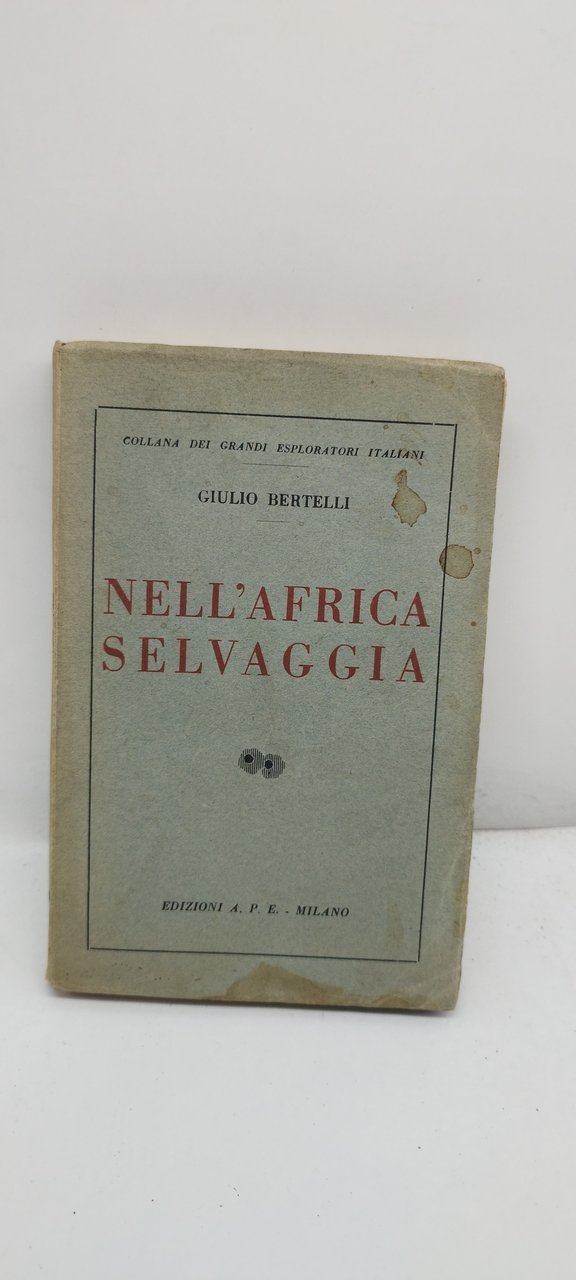 COLLANA DEI GRANDI ESPLORATORI ITALIANI
GIULIO BERTELLI
NELL'AFRICA
SELVAGGIA
EDIZIONI A. P. E. - MILANO